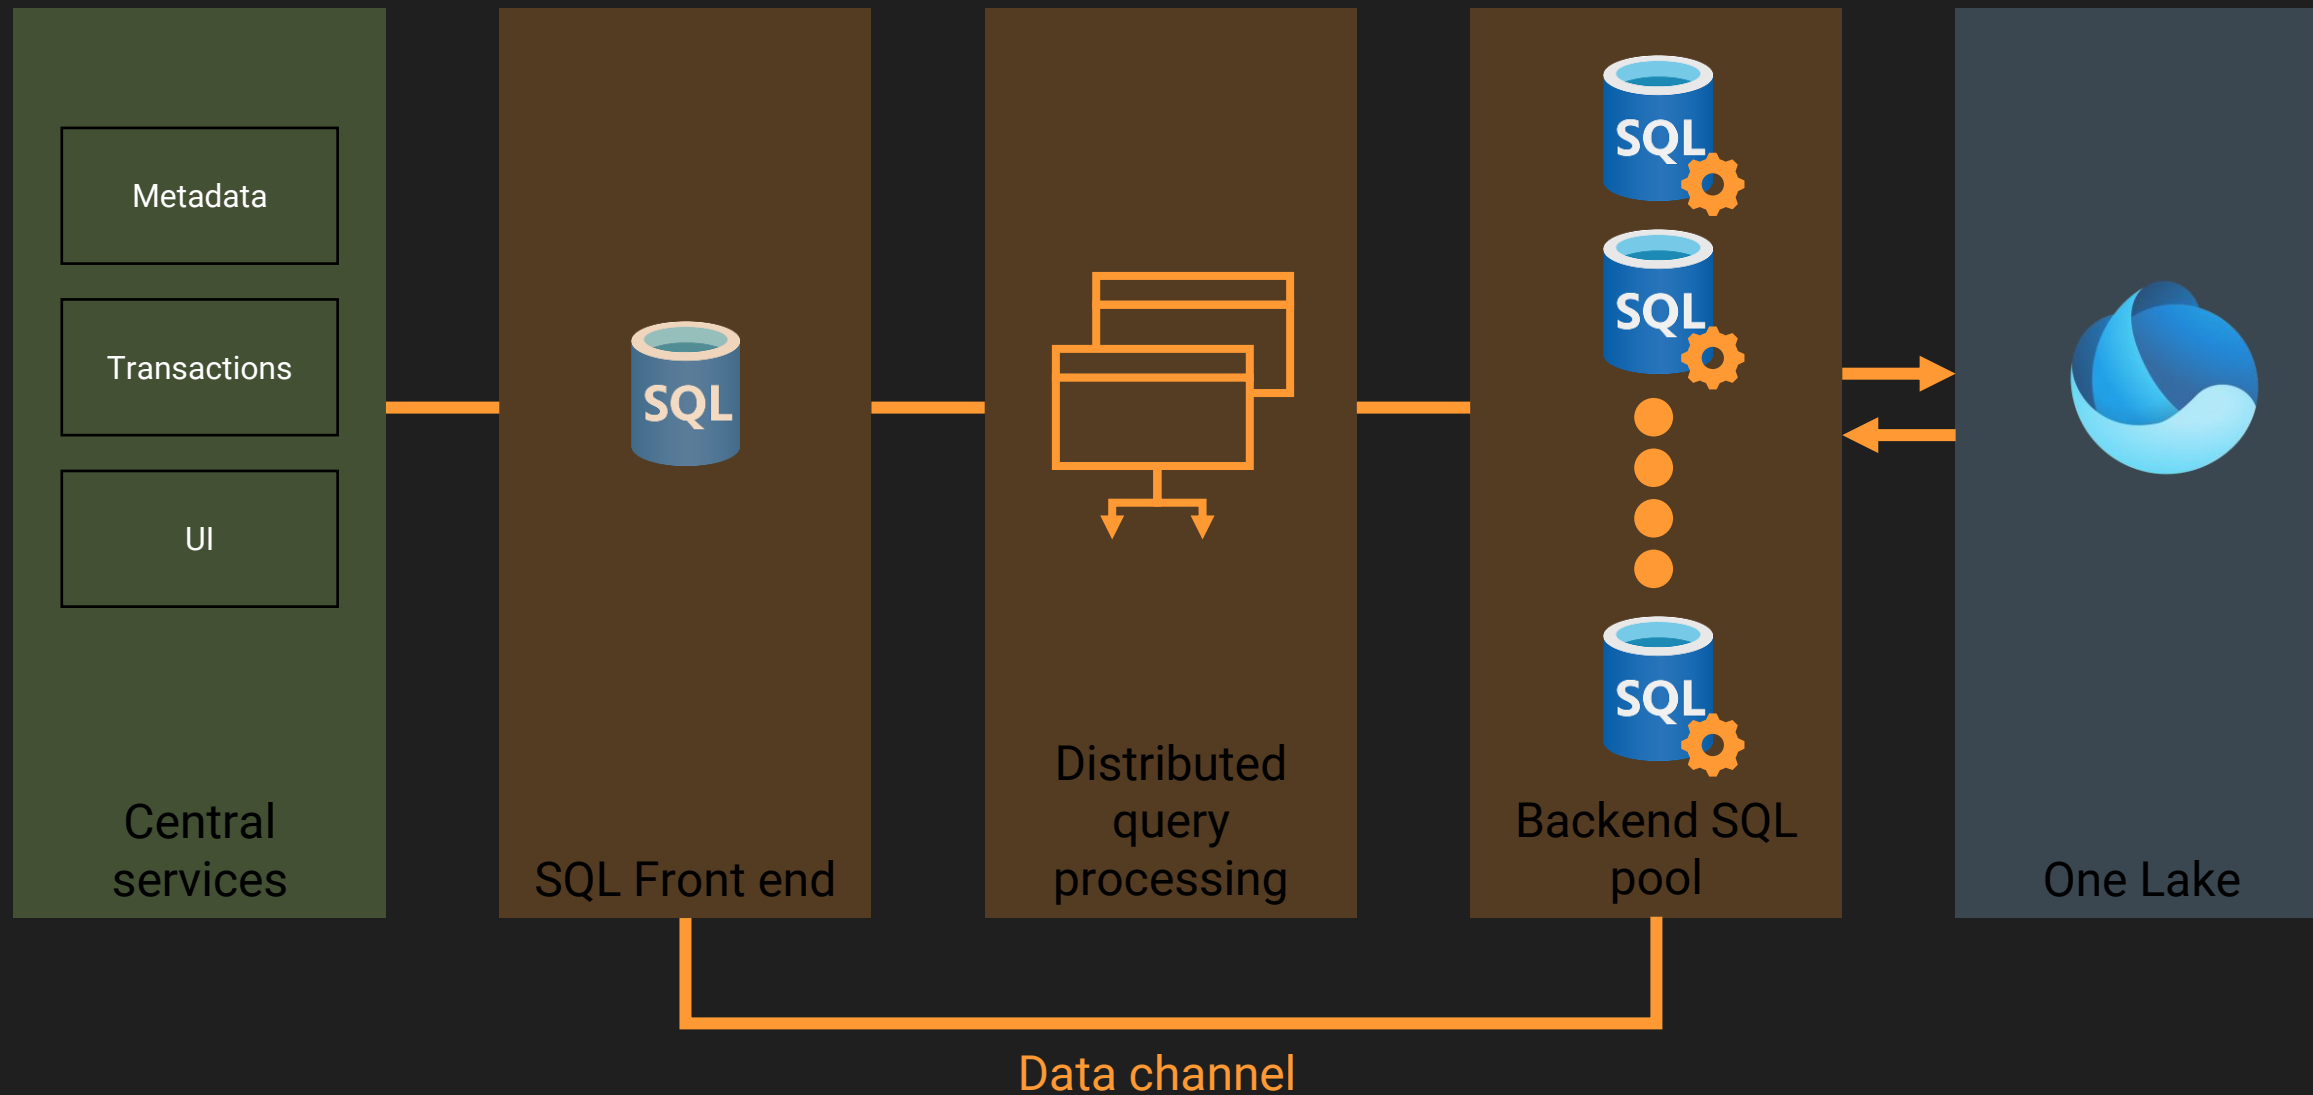 Metadata
Transactions
UI
Central
services
SQL
SQL Front end
Distributed
query
processing
SQL
SQL
SQL
Backend SQL
pool
One Lake
Data channel